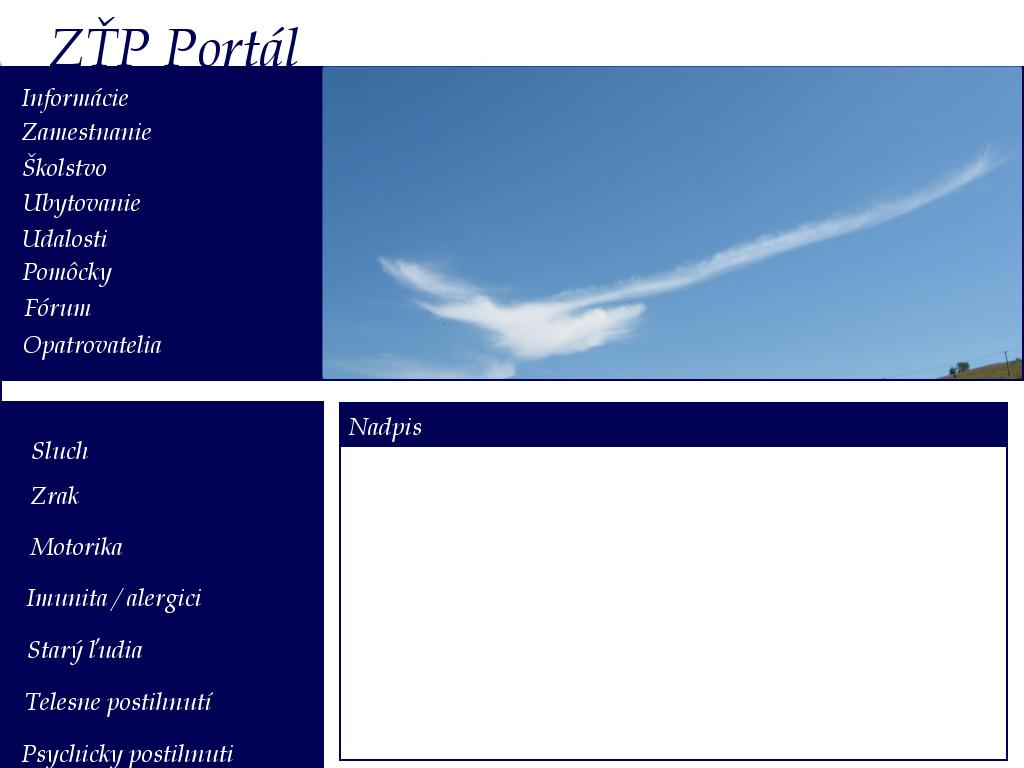 ZŤP Portál
Informácie
Zamestnanie
Školstvo
Ubytovanie
Udalosti
Pomôcky
Fórum
Opatrovatelia
Sluch
Zrak
Motorika
Imunita / alergici
Starý ľudia
Telesne postihnutí
Psychicky postihnuti
Nadpis